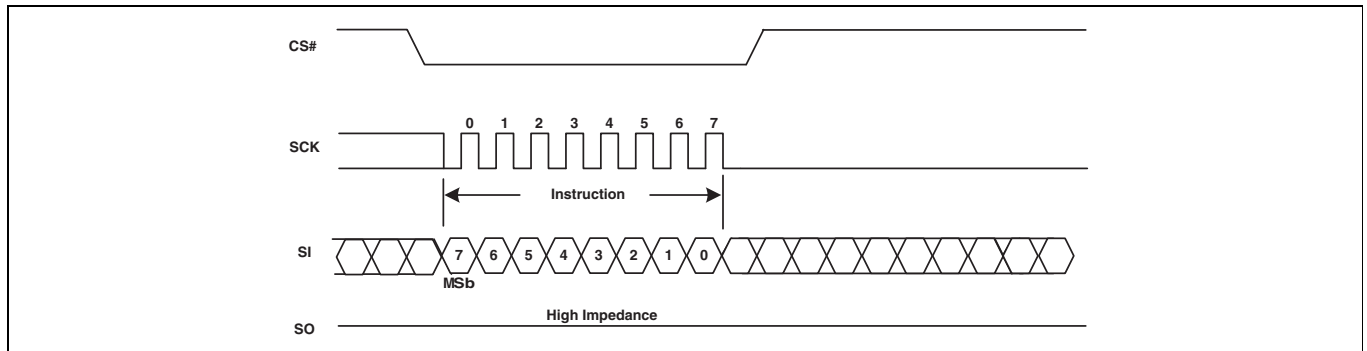 CS#
0 1 2 3 4 5 6 7
SCK
Instruction
SI
7 6 5 4 3 2 1 0
MSb
High Impedance
SO